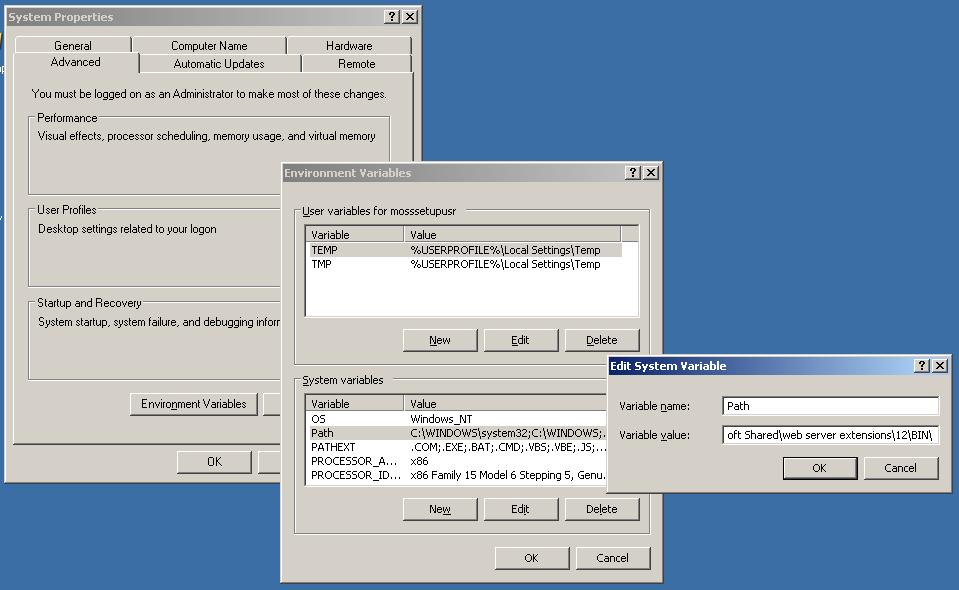 System Properties
General Computer Name Hardware
Advanced Automatic Updates Remote
You must be logged on as an Administrator to make most of these changes.
Performance
Visual effects, processor scheduling, memory usage, and virtual memory
User Profiles
Desktop settings related to your logon
Startup and Recovery
System startup, system failure, and debugging inforr
Environment Variables
OK
Environment Variables
User variables for mosssetupusr
Variable Value
TEMP %USERPROFILE%\Local Settings\Temp
TMP %USERPROFILE%\Local Settings\Temp
New Edit Delete
System variables
Variable Value
OS Windows_NT
Path C:\WINDOWS\system32;C:\WINDOWS;.
PATHEXT .COM;.EXE;.BAT;.CMD;.VBS;.VBE;.JS;...
PROCESSOR_A... x86
PROCESSOR_ID... x86 Family 15 Model 6 Stepping 5, Genu..
New Edit Delete
OK Cancel
Edit System Variable
Variable name: Path
Variable value: oft Shared\web server extensions\12\BIN\
OK Cancel